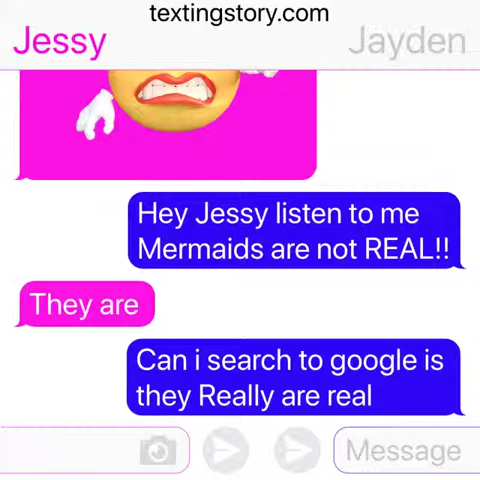 textingstory.com
Jessy
Jayden
Hey Jessy listen to me
Mermaids are not REAL!!
They are
Can i search to google is
they Really are real
Message